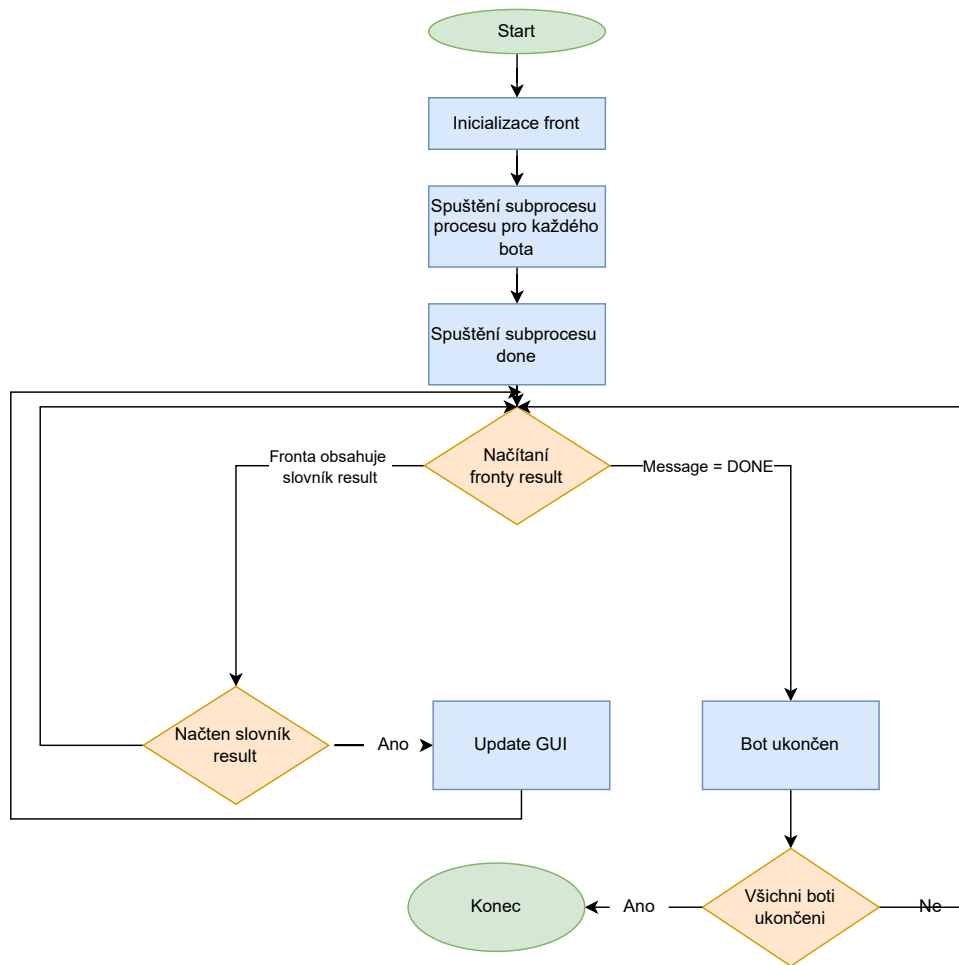 Start
Inicializace front
Spuštění subprocesu
procesu pro každého
bota
Spuštění subprocesu
done
Načítaní
fronty result
Fronta obsahuje
slovník result
Message = DONE
Načten slovník
result
Ano
Update GUI
Bot ukončen
Všichni boti
ukončeni
Ano
Ne
Konec